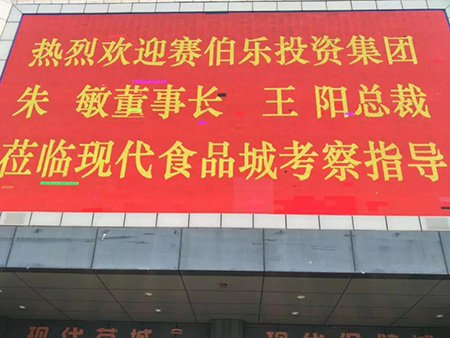 热烈欢迎赛伯乐投资集团
朱 敏董事长 王 阳总裁
莅临现代食品城考察指导